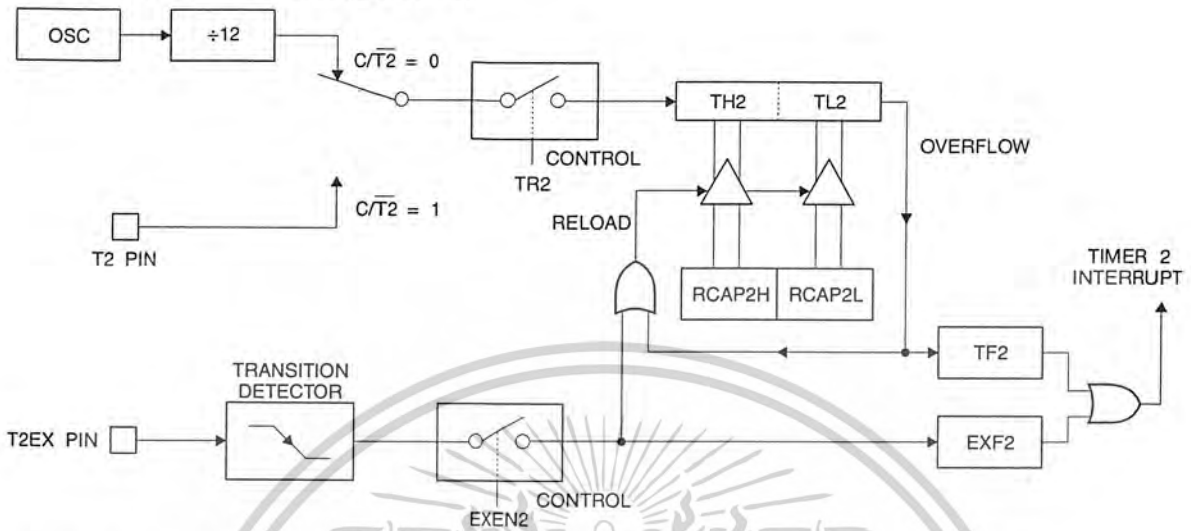 OSC
÷12
C/T2̅ = 0
TH2
TL2
CONTROL
TR2
OVERFLOW
C/T2̅ = 1
RELOAD
T2 PIN
RCAP2H
RCAP2L
TIMER 2
INTERRUPT
TF2
TRANSITION
DETECTOR
T2EX PIN
EXF2
CONTROL
EXEN2